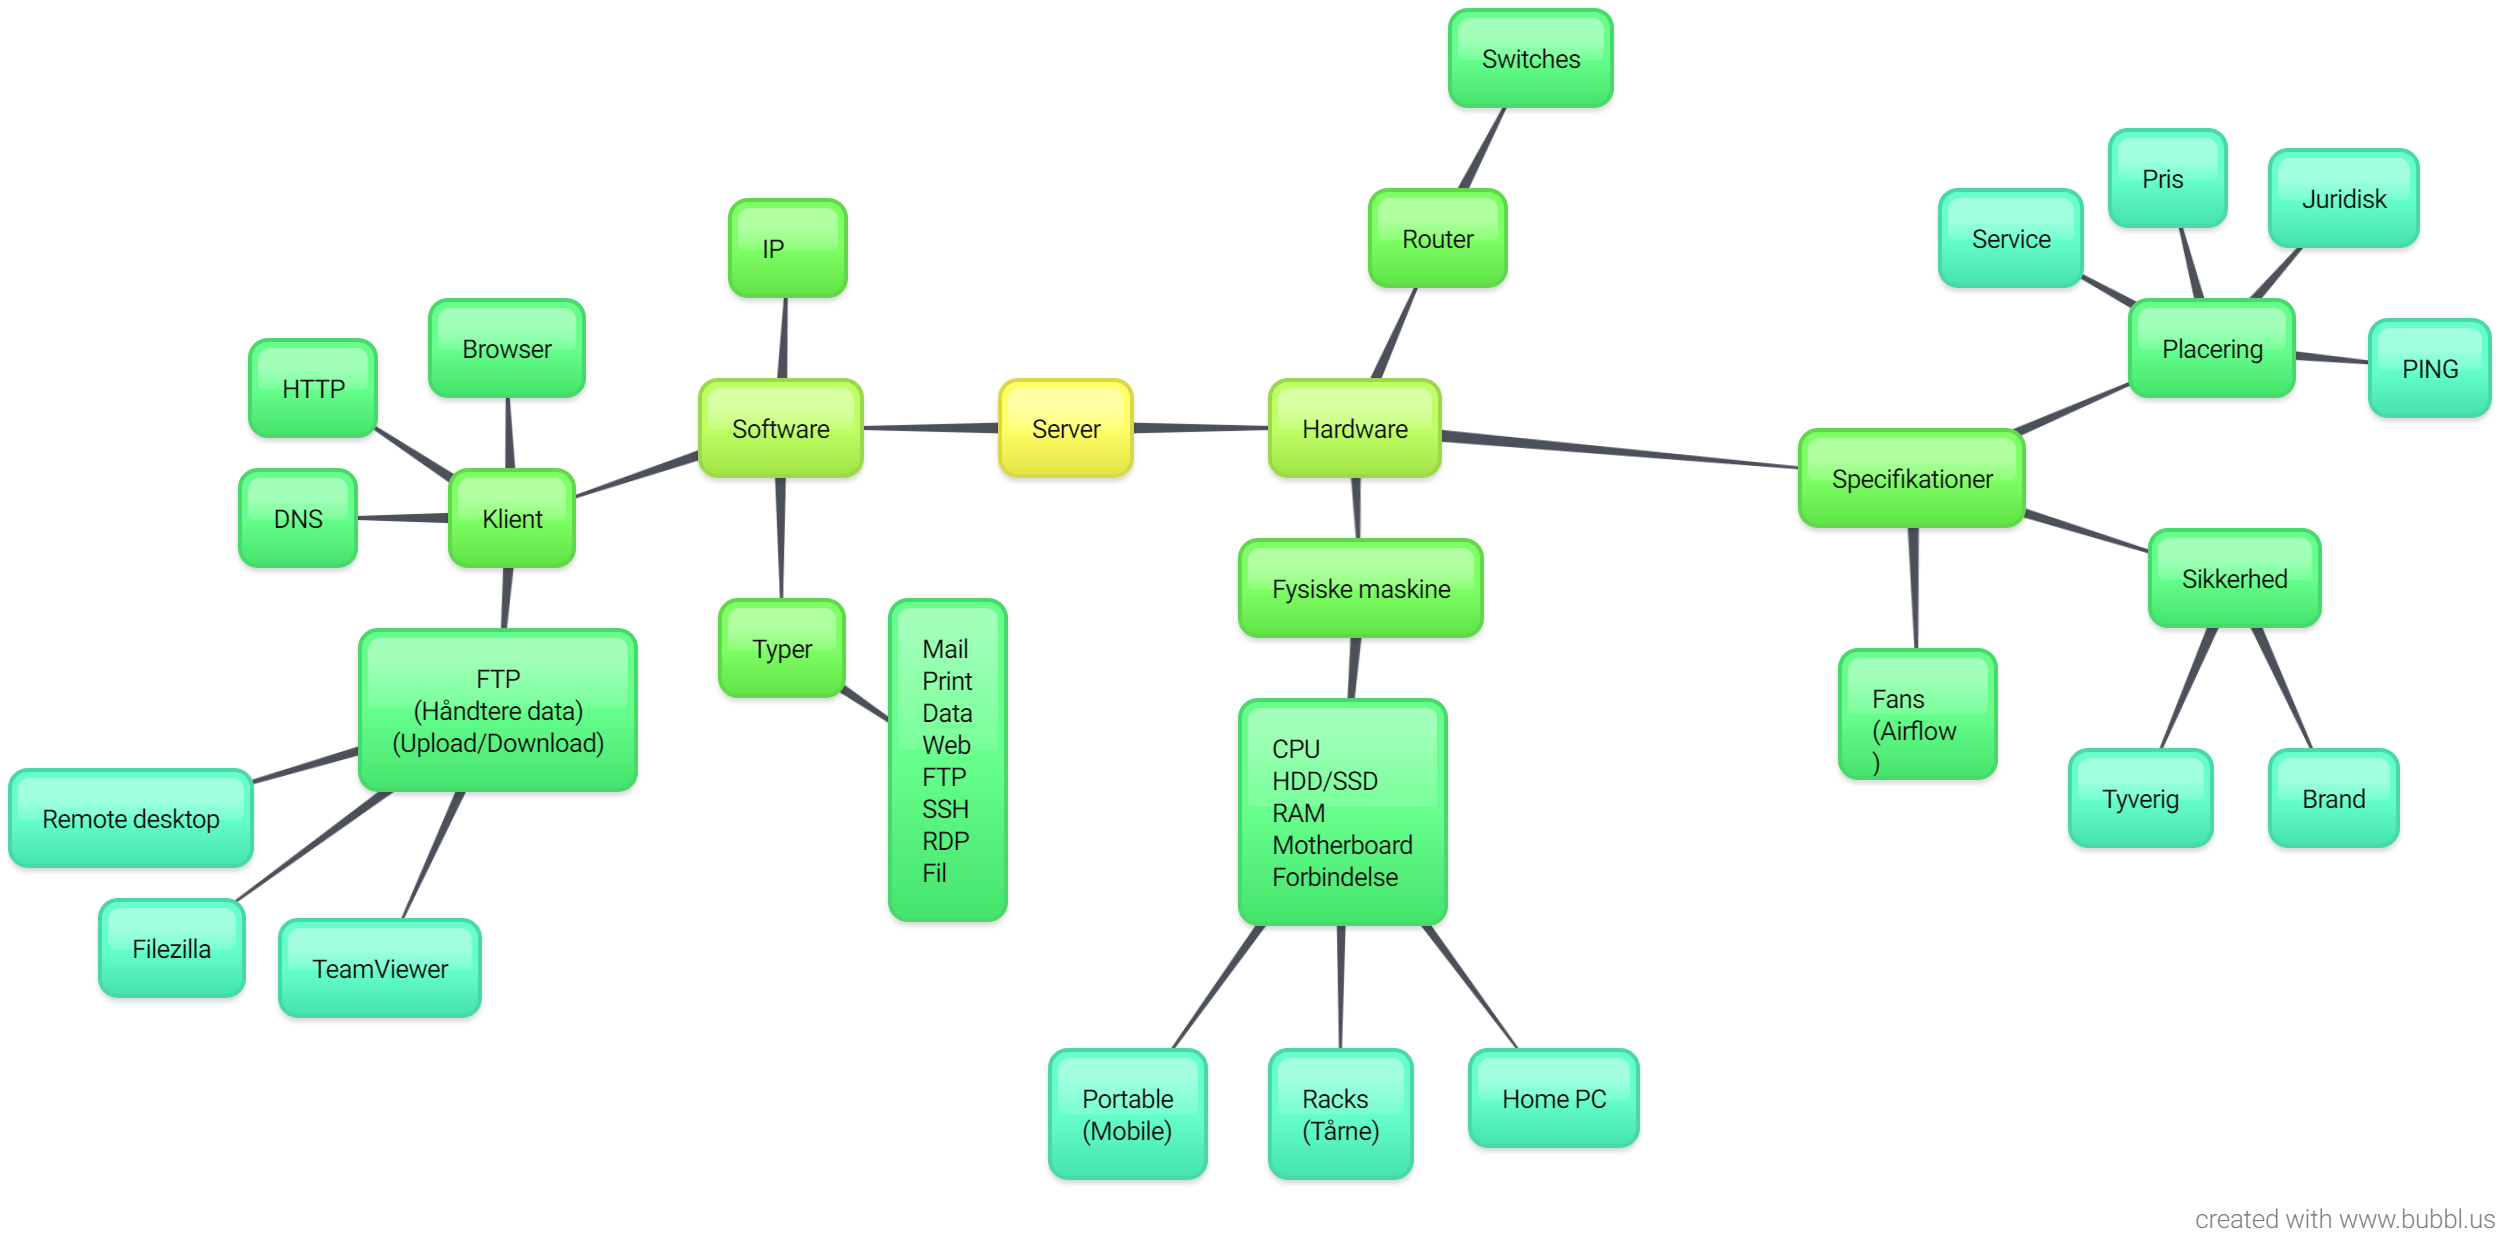 Switches
Pris
Juridisk
Service
Router
IP
Browser
HTTP
Placering
PING
Software
Server
Hardware
Specifikationer
DNS
Klient
Fysiske maskine
Sikkerhed
Typer
Mail
Print
Data
Web
FTP
SSH
RDP
Fil
FTP
(Håndtere data)
(Upload/Download)
Fans
(Airflow
)
CPU
HDD/SSD
RAM
Motherboard
Forbindelse
Tyverig
Brand
Remote desktop
Filezilla
TeamViewer
Portable
(Mobile)
Racks
(Tårne)
Home PC
created with www.bubbl.us